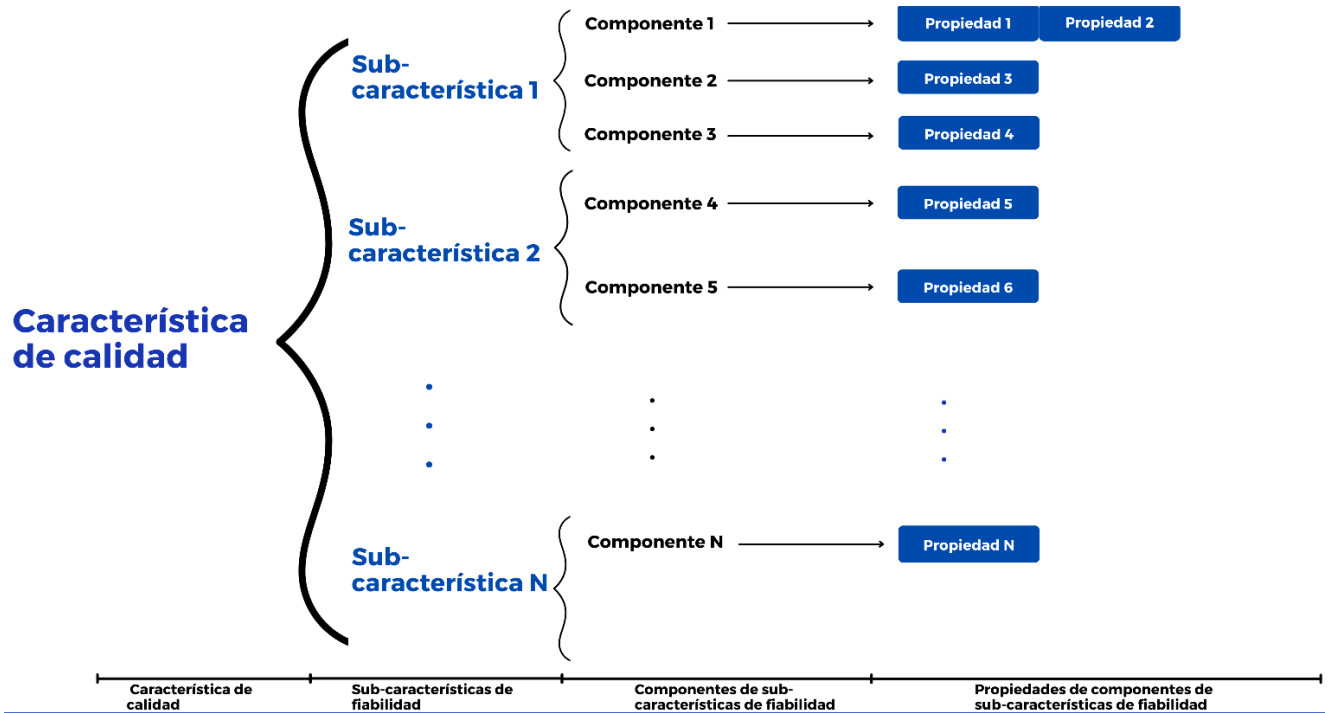 Componente 1
Propiedad 1
Propiedad 2
Sub-
característica 1
Componente 2
Propiedad 3
Componente 3
Propiedad 4
Componente 4
Propiedad 5
Sub-
característica 2
Componente 5
Propiedad 6
Característica
de calidad
Componente N
Propiedad N
Sub-
característica N
Característica de
calidad
Sub-características de
fiabilidad
Componentes de sub-
características de fiabilidad
Propiedades de componentes de
sub-características de fiabilidad